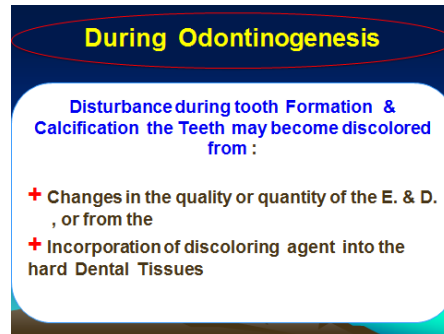 During Odontinogenesis
Disturbance during tooth Formation &
Calcification the Teeth may become discolored
from :
+ Changes in the quality or quantity of the E. & D.
, or from the
+ Incorporation of discoloring agent into the
hard Dental Tissues